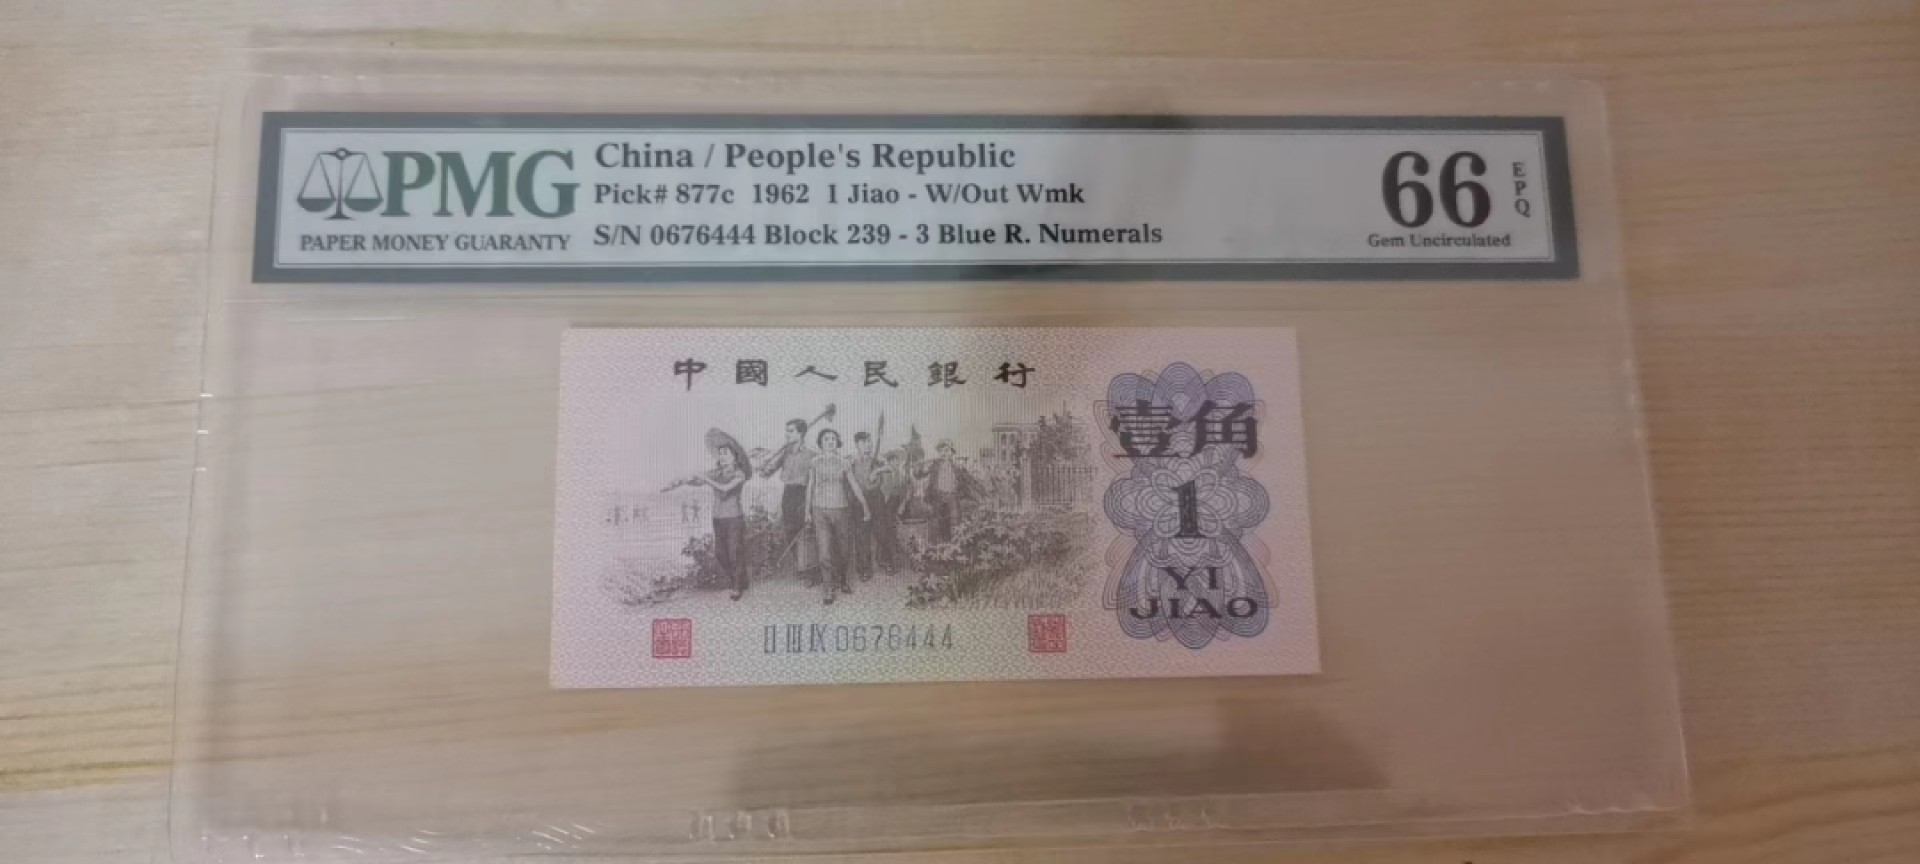 PMG
PAPER MONEY GUARANTY
China / People's Republic
Pick# 877c 1962 1 Jiao - W/Out Wmk
S/N 0676444 Block 239 - 3 Blue R. Numerals
66
EPQ
Gem Uncirculated
中國人民銀行
壹角
1
YI
JIAO
II III IX 0676444